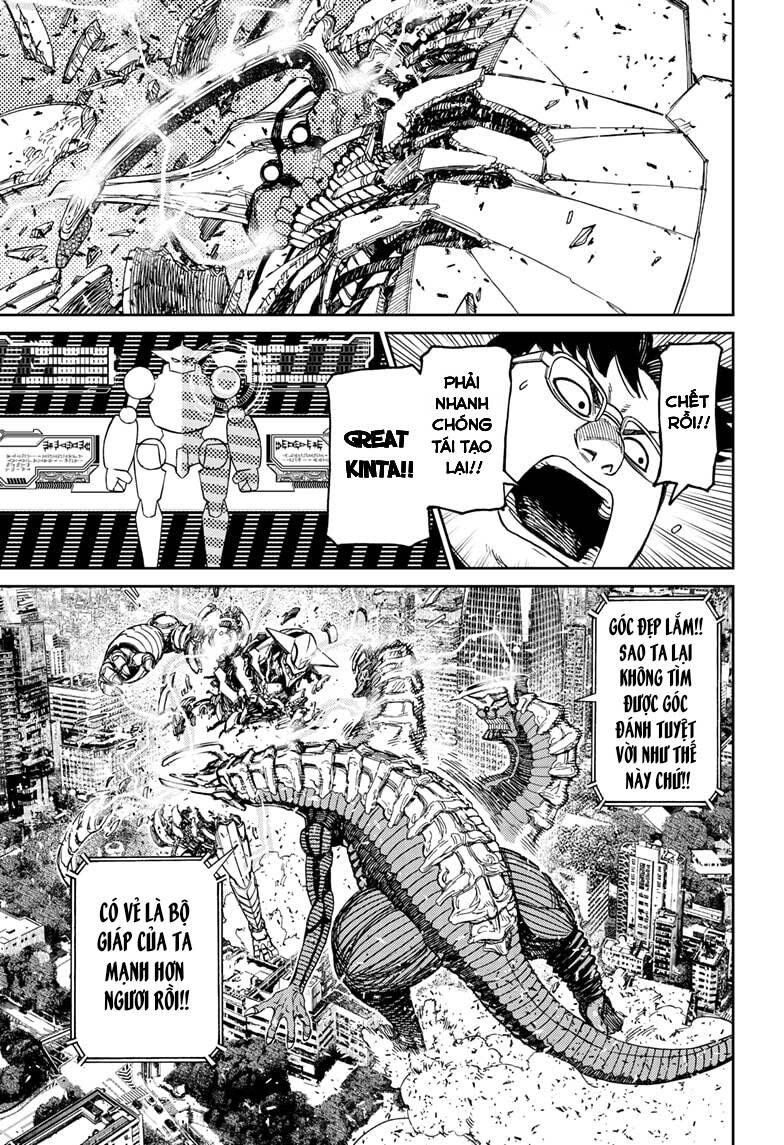 CHẾT
RỒI!!
PHẢI
NHANH
CHÓNG
TÁI TẠO
LẠI!!
GREAT
KINTA!!
GÓC ĐẸP LẮM!!
SAO TA LẠI
KHÔNG TÌM
ĐƯỢC GÓC
ĐÁNH TUYỆT
VỜI NHƯ THẾ
NÀY CHỨ!!
CÓ VẺ LÀ BỘ
GIÁP CỦA TA
MẠNH HƠN
NGƯƠI RỒI!!